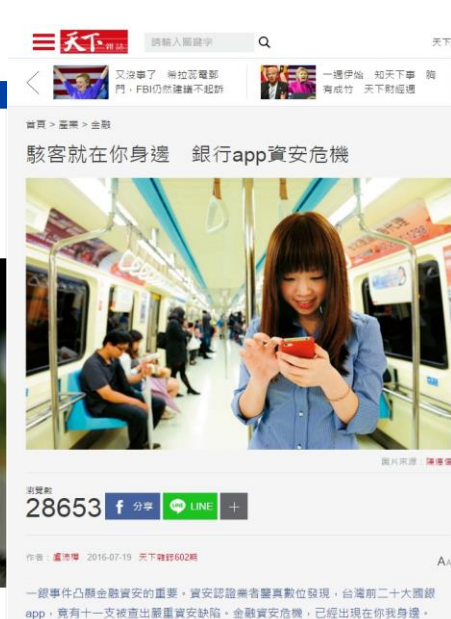 天下雜誌 請輸入關鍵字 天下
又沒事了 希拉蕊電郵
門,FBI仍然建議不起訴
一週伊始 知天下事 胸
有成竹 天下財經週
首頁 > 產業 > 金融
駭客就在你身邊 銀行app資安危機
圖片來源:陳德信
瀏覽數
28653 f 分享 LINE +
作者:盧沛樺 2016-07-19 天下雜誌602期 AA
一銀事件凸顯金融資安的重要。資安認證業者鑒真數位發現,台灣前二十大國銀
app,竟有十一支被查出嚴重資安缺陷。金融資安危機,已經出現在你我身邊。